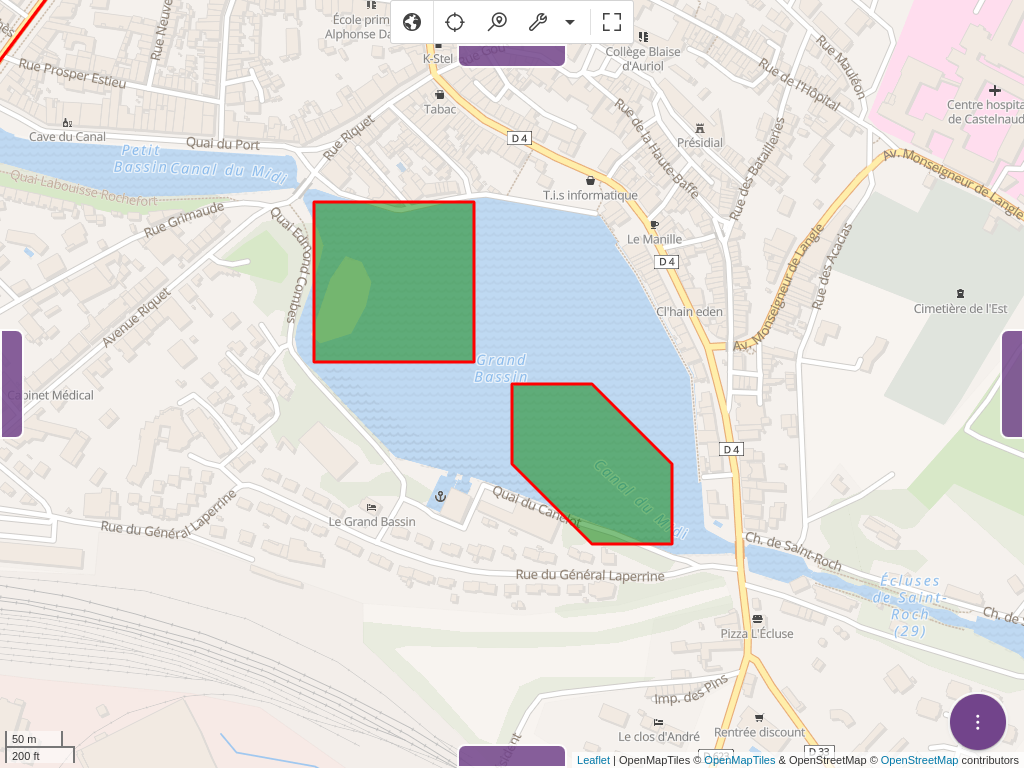 École prim
Alphonse Da
K-Stel
Collège Blaise
d'Auriol
Rue Mauléon
Rue Neuve
Rue Prosper Estieu
Rue de l'Hôpital
Tabac
Centre hospita
de Castelnaud
Cave du Canal
Quai du Port
Rue Riquet
D 4
Rue de la Haute-Baffe
Présidial
Rue des Batailleries
Petit
Bassin
Canal du Midi
Av. Monseigneur de Langle
Quai Labouisse Rochefort
T.i.s informatique
Rue Grimaude
Quai Edmond Combes
Le Manille
D 4
Av. Monseigneur de Langle
Rue des Acacias
Avenue Riquet
Cl'hain eden
Cimetière de l'Est
Grand
Bassin
binet Médical
D 4
Canal du Midi
Quai du Canelot
Le Grand Bassin
Rue du Général Laperrine
Rue du Général Laperrine
Ch. de Saint-Roch
Écluses
de Saint-
Roch
(29)
Ch. de S
Pizza L'Écluse
Imp. des Pins
Le clos d'André
Rentrée discount
D 33
50 m
200 ft
Leaflet | OpenMapTiles © OpenMapTiles & OpenStreetMap © OpenStreetMap contributors